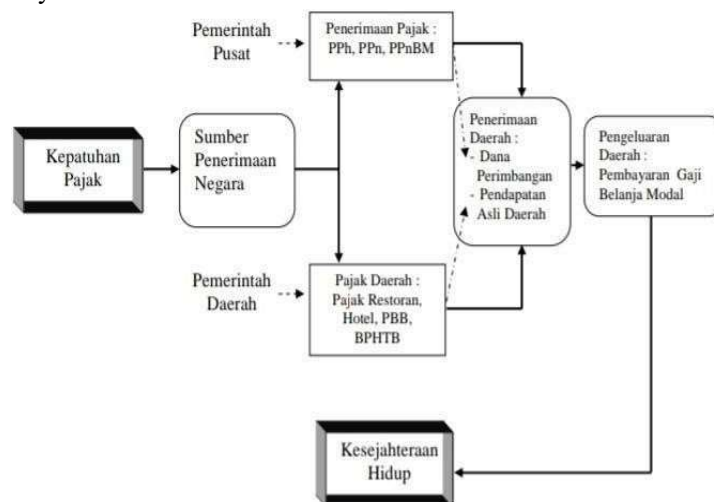 Pemerintah
Pusat
Penerimaan Pajak :
PPh, PPn, PPnBM
Kepatuhan
Pajak
Sumber
Penerimaan
Negara
Penerimaan
Daerah :
- Dana
Perimbangan
- Pendapatan
Asli Daerah
Pengeluaran
Daerah :
Pembayaran Gaji
Belanja Modal
Pemerintah
Daerah
Pajak Daerah :
Pajak Restoran,
Hotel, PBB,
BPHTB
Kesejahteraan
Hidup